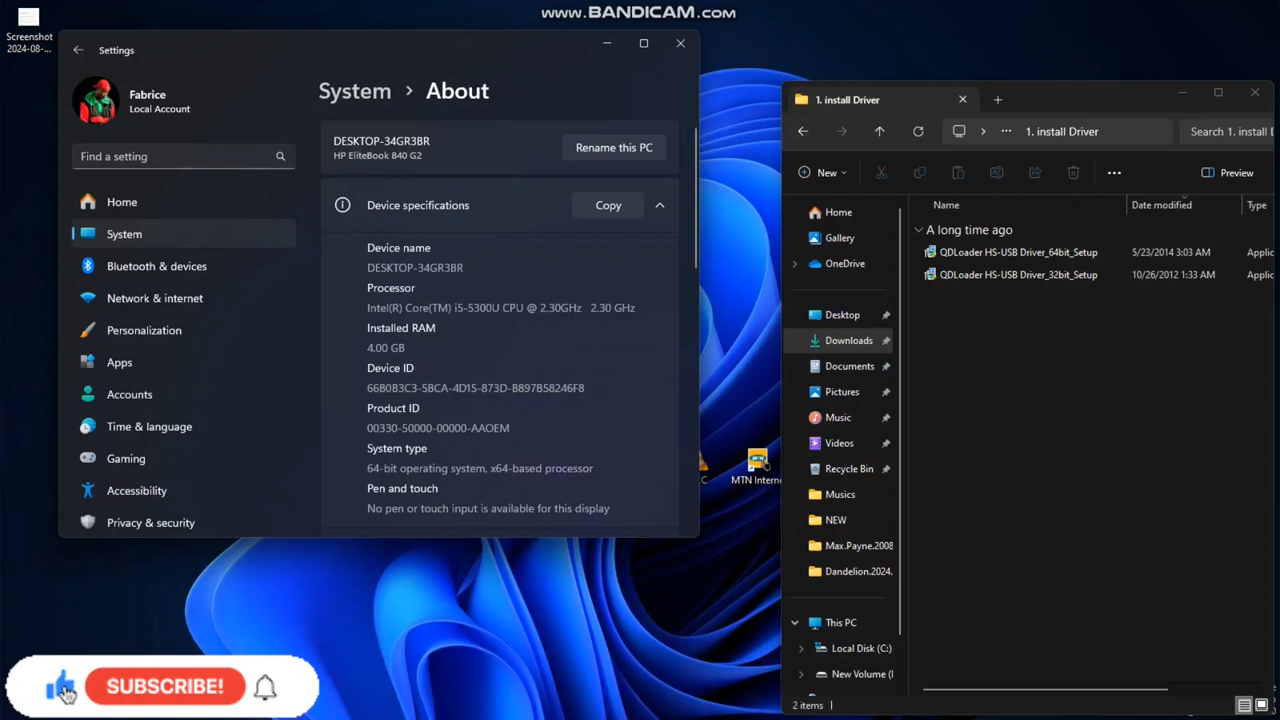 www.BANDICAM.com
Screenshot
2024-08-...
Settings
Fabrice
Local Account
Find a setting
Home
System
Bluetooth & devices
Network & internet
Personalization
Apps
Accounts
Time & language
Gaming
Accessibility
Privacy & security
System > About
DESKTOP-34GR3BR
HP EliteBook 840 G2
Rename this PC
Device specifications
Copy
Device name
DESKTOP-34GR3BR
Processor
Intel(R) Core(TM) i5-5300U CPU @ 2.30GHz 2.30 GHz
Installed RAM
4.00 GB
Device ID
66B0B3C3-5BCA-4D15-873D-B897B58246F8
Product ID
00330-50000-00000-AAOEM
System type
64-bit operating system, x64-based processor
Pen and touch
No pen or touch input is available for this display
MTN Intern
SUBSCRIBE!
1. install Driver
1. install Driver
Search 1. install D
New
Preview
Name
Date modified
Type
A long time ago
QDLoader HS-USB Driver_64bit_Setup
5/23/2014 3:03 AM
Applic
QDLoader HS-USB Driver_32bit_Setup
10/26/2012 1:33 AM
Applic
Home
Gallery
OneDrive
Desktop
Downloads
Documents
Pictures
Music
Videos
Recycle Bin
Musics
NEW
Max.Payne.2008
Dandelion.2024.
This PC
Local Disk (C:)
New Volume (
2 items